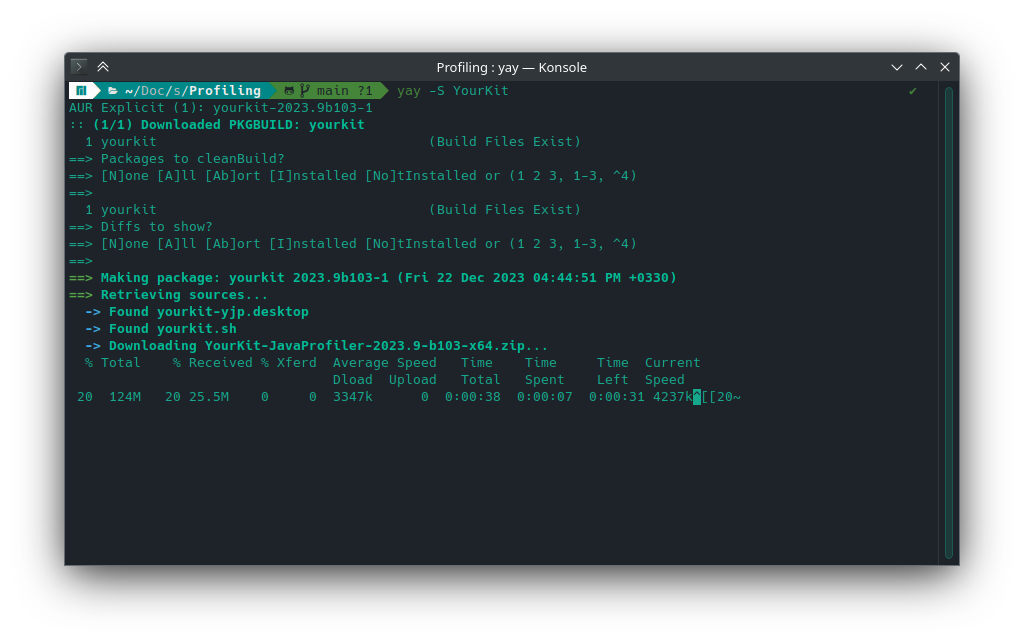 Profiling : yay — Konsole
~/Doc/s/Profiling main ?1 yay -S YourKit ✔
AUR Explicit (1): yourkit-2023.9b103-1
:: (1/1) Downloaded PKGBUILD: yourkit
  1 yourkit                                  (Build Files Exist)
==> Packages to cleanBuild?
==> [N]one [A]ll [Ab]ort [I]nstalled [No]tInstalled or (1 2 3, 1-3, ^4)
==>
  1 yourkit                                  (Build Files Exist)
==> Diffs to show?
==> [N]one [A]ll [Ab]ort [I]nstalled [No]tInstalled or (1 2 3, 1-3, ^4)
==>
==> Making package: yourkit 2023.9b103-1 (Fri 22 Dec 2023 04:44:51 PM +0330)
==> Retrieving sources...
  -> Found yourkit-yjp.desktop
  -> Found yourkit.sh
  -> Downloading YourKit-JavaProfiler-2023.9-b103-x64.zip...
  % Total    % Received % Xferd  Average Speed   Time    Time     Time  Current
                                 Dload  Upload   Total   Spent    Left  Speed
 20  124M   20 25.5M    0     0  3347k      0  0:00:38  0:00:07  0:00:31 4237k^[[20~